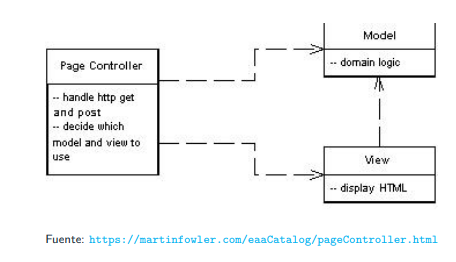 Page Controller
-- handle http get
and post
-- decide which
model and view to
use
Model
-- domain logic
View
-- display HTML
Fuente: https://martinfowler.com/eaaCatalog/pageController.html